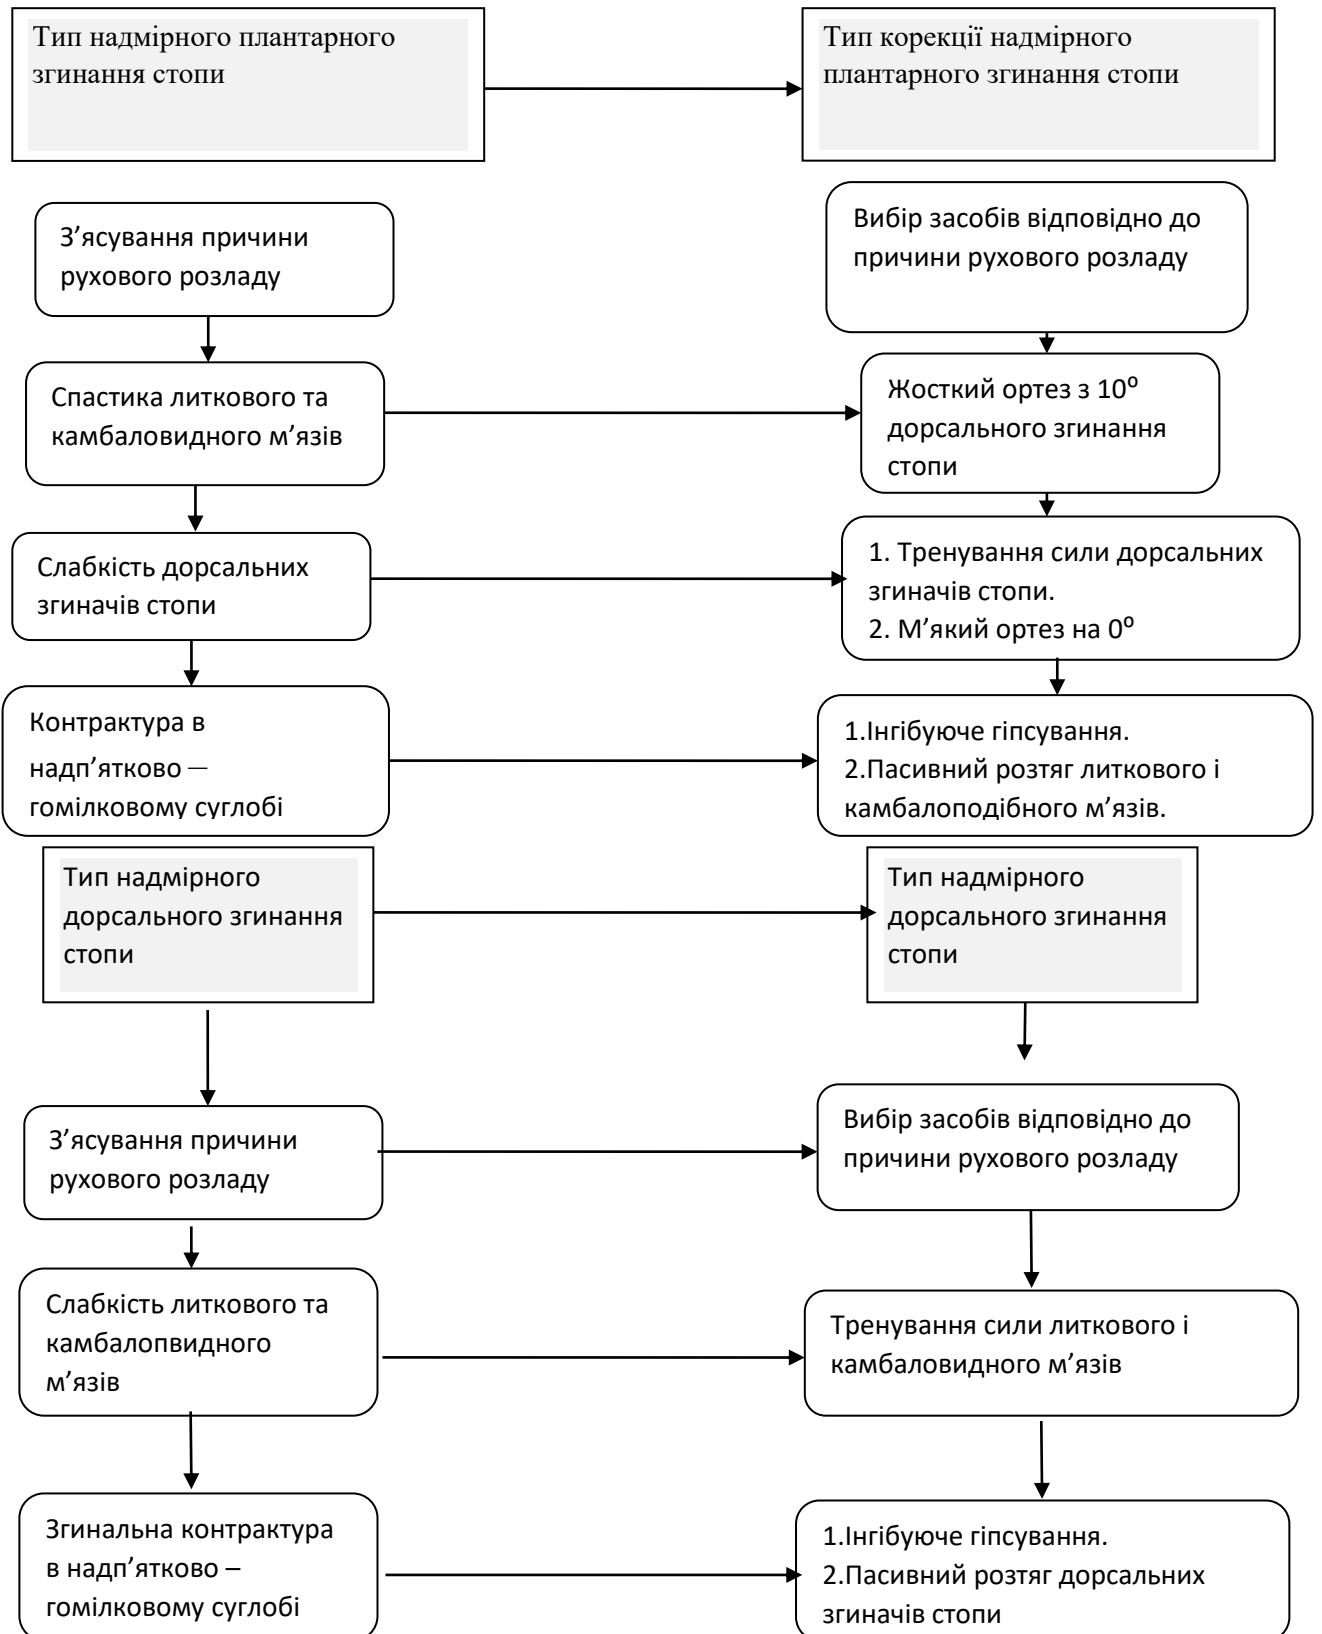 Тип надмірного плантарного
згинання стопи
Тип корекції надмірного
плантарного згинання стопи
З’ясування причини
рухового розладу
Вибір засобів відповідно до
причини рухового розладу
Спастика литкового та
камбаловидного м’язів
Жосткий ортез з 10⁰
дорсального згинання
стопи
Слабкість дорсальних
згиначів стопи
1. Тренування сили дорсальних
згиначів стопи.
2. М’який ортез на 0⁰
Контрактура в
надп’ятково —
гомілковому суглобі
1.Інгібуюче гіпсування.
2.Пасивний розтяг литкового і
камбалоподібного м’язів.
Тип надмірного
дорсального згинання
стопи
Тип надмірного
дорсального згинання
стопи
З’ясування причини
рухового розладу
Вибір засобів відповідно до
причини рухового розладу
Слабкість литкового та
камбалопвидного
м’язів
Тренування сили литкового і
камбаловидного м’язів
Згинальна контрактура
в надп’ятково –
гомілковому суглобі
1.Інгібуюче гіпсування.
2.Пасивний розтяг дорсальних
згиначів стопи